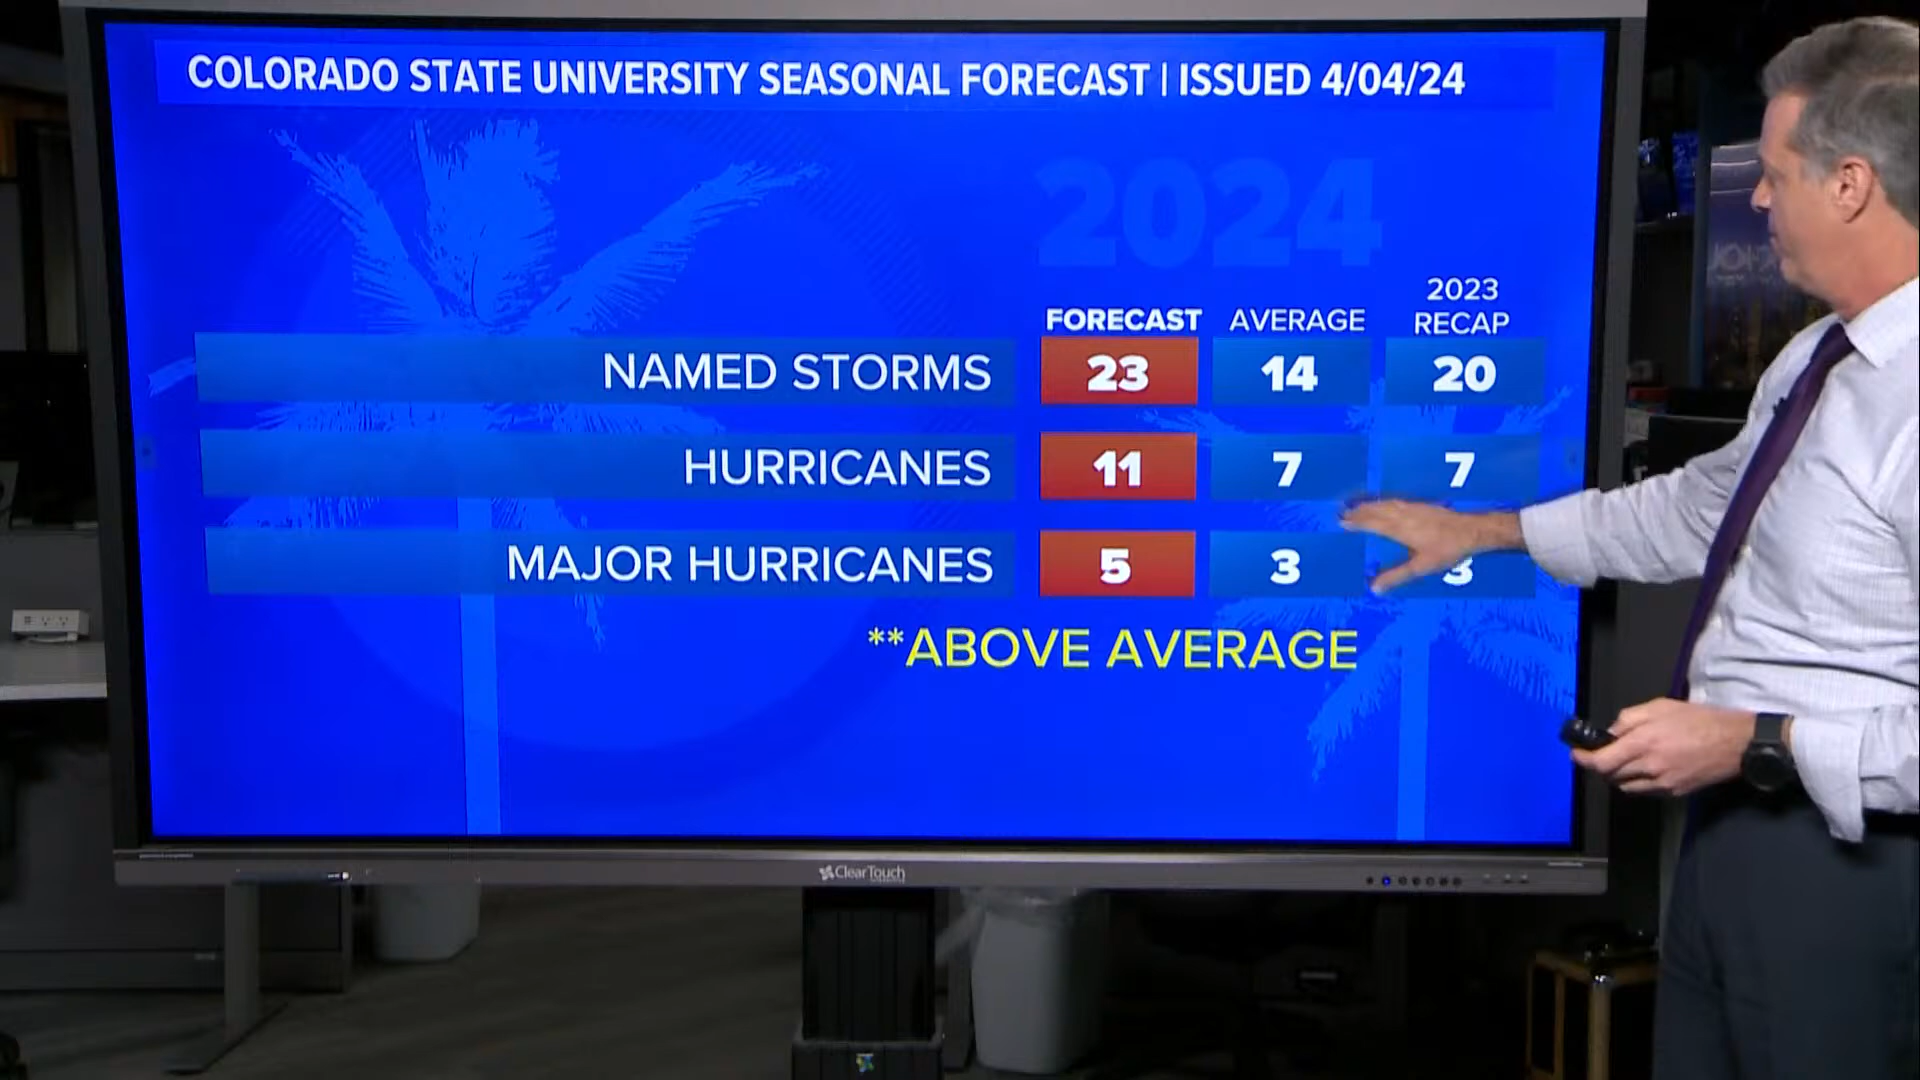 COLORADO STATE UNIVERSITY SEASONAL FORECAST | ISSUED 4/04/24
2024
FORECAST AVERAGE 2023 RECAP
NAMED STORMS 23 14 20
HURRICANES 11 7 7
MAJOR HURRICANES 5 3 3
**ABOVE AVERAGE
ClearTouch